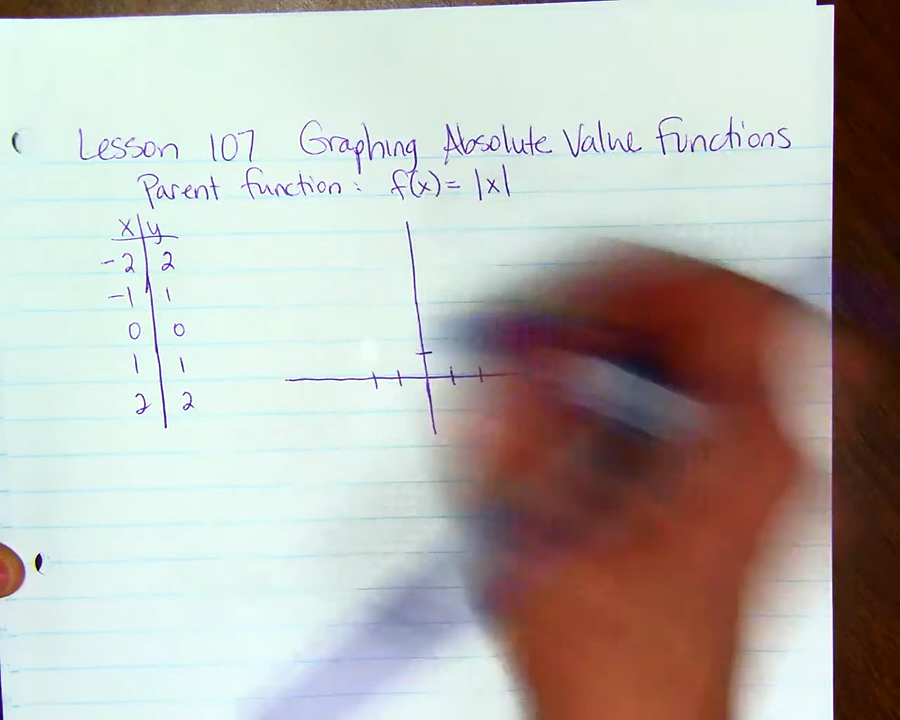 Lesson 107 Graphing Absolute Value Functions
Parent function: f(x) = |x|
x | y
-2 | 2
-1 | 1
0 | 0
1 | 1
2 | 2